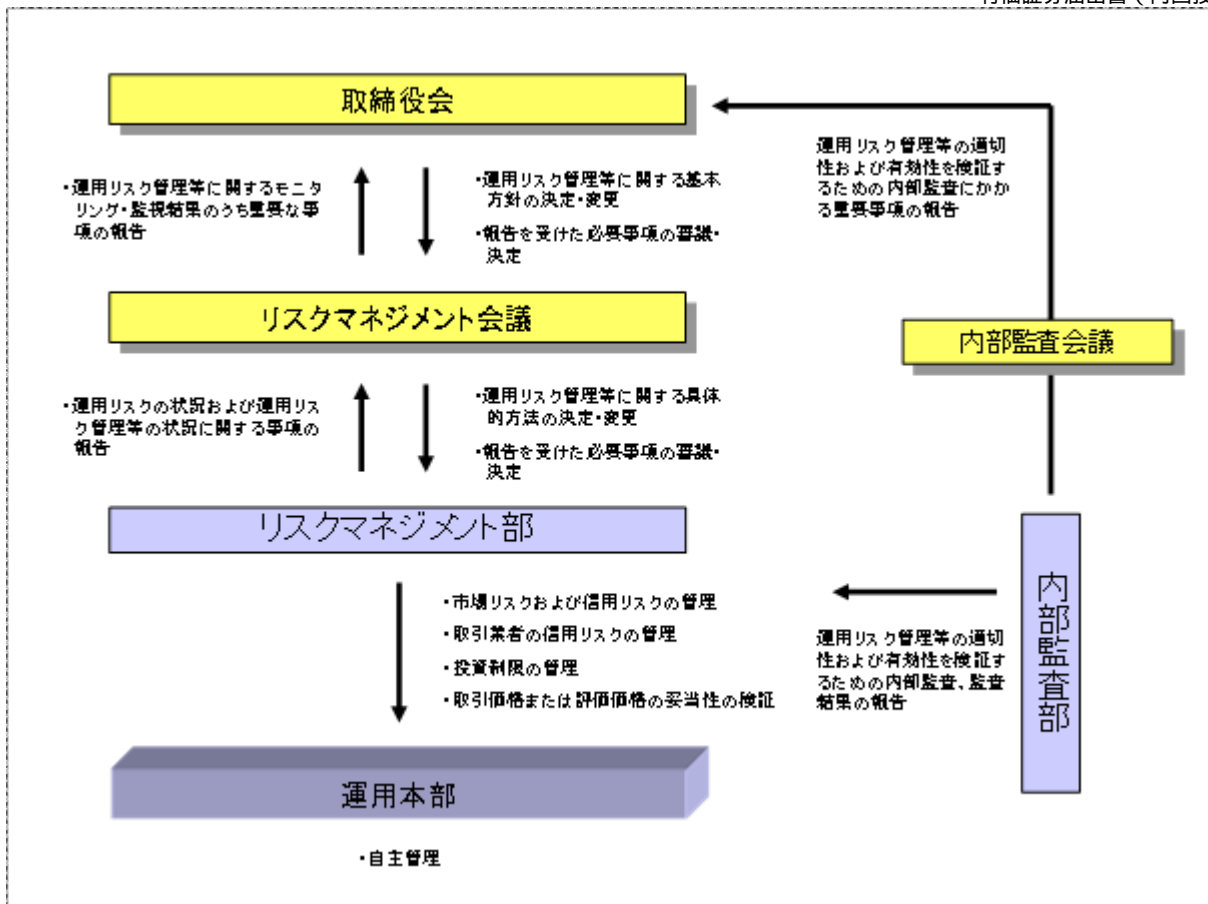 取締役会
・運用リスク管理等に関するモニタ
リング・監視結果のうち重要な事
項の報告
・運用リスク管理等に関する基本
方針の決定・変更
・報告を受けた必要事項の審議・
決定
運用リスク管理等の適切
性および有効性を検証す
るための内部監査にかか
る重要事項の報告
リスクマネジメント会議
内部監査会議
・運用リスクの状況および運用リス
ク管理等の状況に関する事項の
報告
・運用リスク管理等に関する具体
的方法の決定・変更
・報告を受けた必要事項の審議・
決定
リスクマネジメント部
・市場リスクおよび信用リスクの管理
・取引業者の信用リスクの管理
・投資制限の管理
・取引価格または評価価格の妥当性の検証
運用リスク管理等の適切
性および有効性を検証す
るための内部監査、監査
結果の報告
内部監査部
運用本部
・自主管理